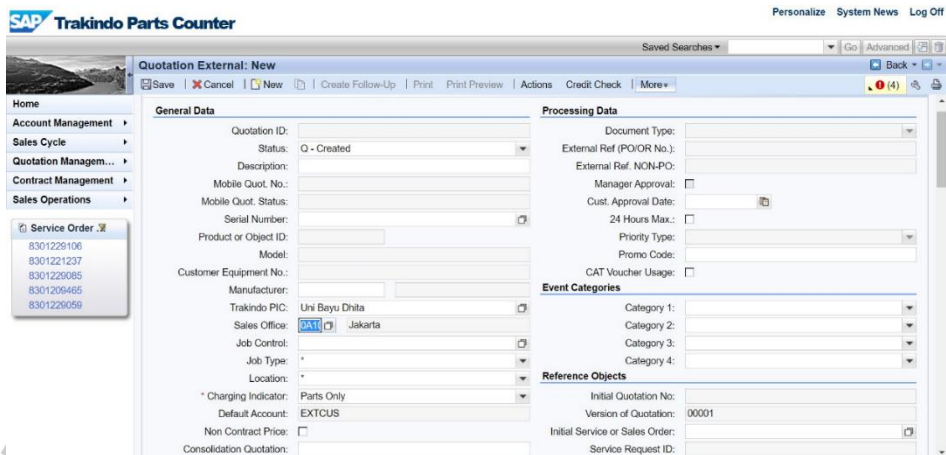 Personalize System News Log Off
SAP Trakindo Parts Counter
Saved Searches Go Advanced
Quotation External: New Back
Save Cancel New Create Follow-Up Print Print Preview Actions Credit Check More (4)
Home
Account Management
Sales Cycle
Quotation Managem...
Contract Management
Sales Operations
Service Order
8301229106
8301221237
8301229085
8301209465
8301229059
General Data
Quotation ID:
Status: Q - Created
Description:
Mobile Quot. No.:
Mobile Quot. Status:
Serial Number:
Product or Object ID:
Model:
Customer Equipment No.:
Manufacturer:
Trakindo PIC: Uni Bayu Dhita
Sales Office: Jakarta
Job Control:
Job Type: *
Location: *
* Charging Indicator: Parts Only
Default Account: EXTCUS
Non Contract Price:
Consolidation Quotation:
Processing Data
Document Type:
External Ref (PO/OR No.):
External Ref. NON-PO:
Manager Approval:
Cust. Approval Date:
24 Hours Max.:
Priority Type:
Promo Code:
CAT Voucher Usage:
Event Categories
Category 1:
Category 2:
Category 3:
Category 4:
Reference Objects
Initial Quotation No:
Version of Quotation: 00001
Initial Service or Sales Order:
Service Request ID: